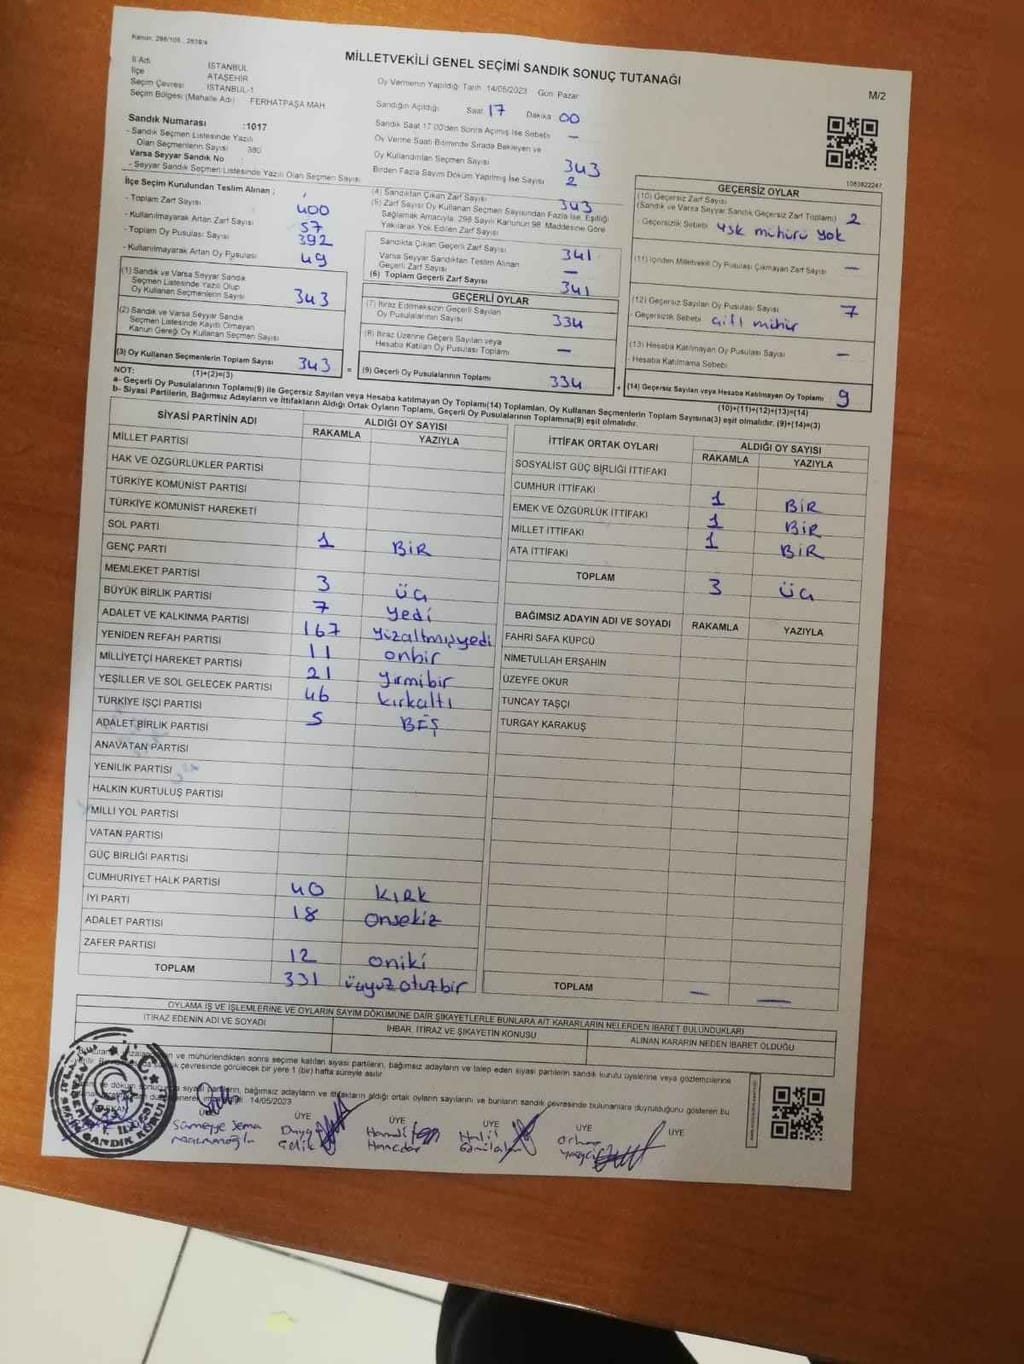 Kanun: 298/105, 2839/4
MİLLETVEKİLİ GENEL SEÇİMİ SANDIK SONUÇ TUTANAĞI
M/2
İl Adı İSTANBUL
İlçe ATAŞEHİR
Seçim Çevresi İSTANBUL-1
Seçim Bölgesi (Mahalle Adı) FERHATPAŞA MAH
Oy Vermenin Yapıldığı Tarih 14/05/2023 Gün Pazar
Sandığın Açıldığı Saat 17 Dakika 00
Sandık Saat 17.00'den Sonra Açılmış İse Sebebi —
Oy Verme Saati Bitiminde Sırada Bekleyen ve
Oy Kullandırılan Seçmen Sayısı 343
Birden Fazla Sayım Döküm Yapılmış İse Sayısı 2
Sandık Numarası :1017
- Sandık Seçmen Listesinde Yazılı
Olan Seçmenlerin Sayısı 380
Varsa Seyyar Sandık No
- Seyyar Sandık Seçmen Listesinde Yazılı Olan Seçmen Sayısı
İlçe Seçim Kurulundan Teslim Alınan ;
- Toplam Zarf Sayısı 400
- Kullanılmayarak Artan Zarf Sayısı 57
- Toplam Oy Pusulası Sayısı 392
- Kullanılmayarak Artan Oy Pusulası 49
(1) Sandık ve Varsa Seyyar Sandık
Seçmen Listesinde Yazılı Olup
Oy Kullanan Seçmenlerin Sayısı 343
(2) Sandık ve Varsa Seyyar Sandık
Seçmen Listesinde Kayıtlı Olmayan
Kanun Gereği Oy Kullanan Seçmen Sayısı
(3) Oy Kullanan Seçmenlerin Toplam Sayısı 343
(1)+(2)=(3)
(4) Sandıktan Çıkan Zarf Sayısı 343
(5) Zarf Sayısı Oy Kullanan Seçmen Sayısından Fazla İse, Eşitliği
Sağlamak Amacıyla, 298 Sayılı Kanunun 98. Maddesine Göre
Yakılarak Yok Edilen Zarf Sayısı
Sandıkta Çıkan Geçerli Zarf Sayısı 341
Varsa Seyyar Sandıktan Teslim Alınan
Geçerli Zarf Sayısı —
(6) Toplam Geçerli Zarf Sayısı 341
GEÇERLİ OYLAR
(7) İtiraz Edilmeksizin Geçerli Sayılan
Oy Pusulalarının Sayısı 334
(8) İtiraz Üzerine Geçerli Sayılan veya
Hesaba Katılan Oy Pusulası Toplamı —
= (9) Geçerli Oy Pusulalarının Toplamı 334
1083822247
GEÇERSİZ OYLAR
(10) Geçersiz Zarf Sayısı
(Sandık ve Varsa Seyyar Sandık Geçersiz Zarf Toplamı) 2
Geçersizlik Sebebi ysk mührü yok
(11) İçinden Milletvekili Oy Pusulası Çıkmayan Zarf Sayısı —
(12) Geçersiz Sayılan Oy Pusulası Sayısı 7
- Geçersizlik Sebebi Çift mühür
(13) Hesaba Katılmayan Oy Pusulası Sayısı —
- Hesaba Katılmama Sebebi
+ (14) Geçersiz Sayılan veya Hesaba Katılmayan Oy Toplamı 9
(10)+(11)+(12)+(13)=(14)
NOT:
a- Geçerli Oy Pusulalarının Toplamı(9) ile Geçersiz Sayılan veya Hesaba katılmayan Oy Toplamı(14) Toplamları, Oy Kullanan Seçmenlerin Toplam Sayısına(3) eşit olmalıdır, (9)+(14)=(3)
b- Siyasi Partilerin, Bağımsız Adayların ve İttifakların Aldığı Ortak Oyların Toplamı, Geçerli Oy Pusulalarının Toplamına(9) eşit olmalıdır.
SİYASİ PARTİNİN ADI ALDIĞI OY SAYISI
RAKAMLA YAZIYLA
MİLLET PARTİSİ
HAK VE ÖZGÜRLÜKLER PARTİSİ
TÜRKİYE KOMÜNİST PARTİSİ
TÜRKİYE KOMÜNİST HAREKETİ
SOL PARTİ
GENÇ PARTİ 1 BİR
MEMLEKET PARTİSİ 3 üç
BÜYÜK BİRLİK PARTİSİ 7 yedi
ADALET VE KALKINMA PARTİSİ 167 yüzaltmışyedi
YENİDEN REFAH PARTİSİ 11 onbir
MİLLİYETÇİ HAREKET PARTİSİ 21 yirmibir
YEŞİLLER VE SOL GELECEK PARTİSİ 46 kırkaltı
TÜRKİYE İŞÇİ PARTİSİ 5 BEŞ
ADALET BİRLİK PARTİSİ
ANAVATAN PARTİSİ
YENİLİK PARTİSİ
HALKIN KURTULUŞ PARTİSİ
MİLLİ YOL PARTİSİ
VATAN PARTİSİ
GÜÇ BİRLİĞİ PARTİSİ
CUMHURİYET HALK PARTİSİ 40 KIRK
İYİ PARTİ 18 onsekiz
ADALET PARTİSİ
ZAFER PARTİSİ 12 oniki
TOPLAM 331 üçyüzotuzbir
İTTİFAK ORTAK OYLARI ALDIĞI OY SAYISI
RAKAMLA YAZIYLA
SOSYALİST GÜÇ BİRLİĞİ İTTİFAKI
CUMHUR İTTİFAKI 1 BİR
EMEK VE ÖZGÜRLÜK İTTİFAKI 1 BİR
MİLLET İTTİFAKI 1 BİR
ATA İTTİFAKI
TOPLAM 3 üç
BAĞIMSIZ ADAYIN ADI VE SOYADI RAKAMLA YAZIYLA
FAHRİ SAFA KÜPCÜ
NİMETULLAH ERŞAHİN
ÜZEYFE OKUR
TUNCAY TAŞÇI
TURGAY KARAKUŞ
TOPLAM — —
OYLAMA İŞ VE İŞLEMLERİNE VE OYLARIN SAYIM DÖKÜMÜNE DAİR ŞİKAYETLERLE BUNLARA AİT KARARLARIN NELERDEN İBARET BULUNDUKLARI
İTİRAZ EDENİN ADI VE SOYADI İHBAR, İTİRAZ VE ŞİKAYETİN KONUSU ALINAN KARARIN NEDEN İBARET OLDUĞU
ve mühürlendikten sonra seçime katılan siyasi partilerin, bağımsız adayların ve talep eden siyasi partilerin sandık kurulu üyelerine veya gözlemcilerine
çevresinde görülecek bir yere 1 (bir) hafta süreyle asılır
siyasi partilerin, bağımsız adayların ve ittifakların aldığı ortak oyların sayılarını ve bunların sandık çevresinde bulunanlara duyurulduğunu gösteren bu
14/05/2023
ÜYE ÜYE ÜYE ÜYE ÜYE
Sümeyye Sema
Duygu Çelik
Hamdi
Halil
Orhan